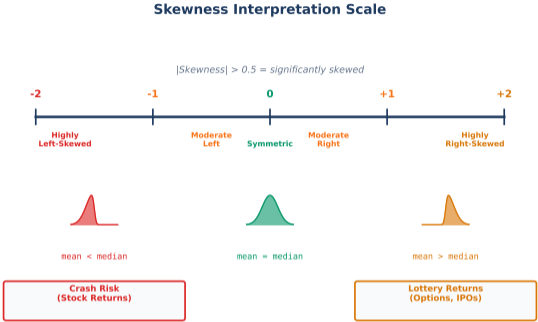 Skewness Interpretation Scale
|Skewness| > 0.5 = significantly skewed
-2 -1 0 +1 +2
Highly
Left-Skewed
Moderate
Left
Symmetric
Moderate
Right
Highly
Right-Skewed
mean < median
mean = median
mean > median
Crash Risk
(Stock Returns)
Lottery Returns
(Options, IPOs)